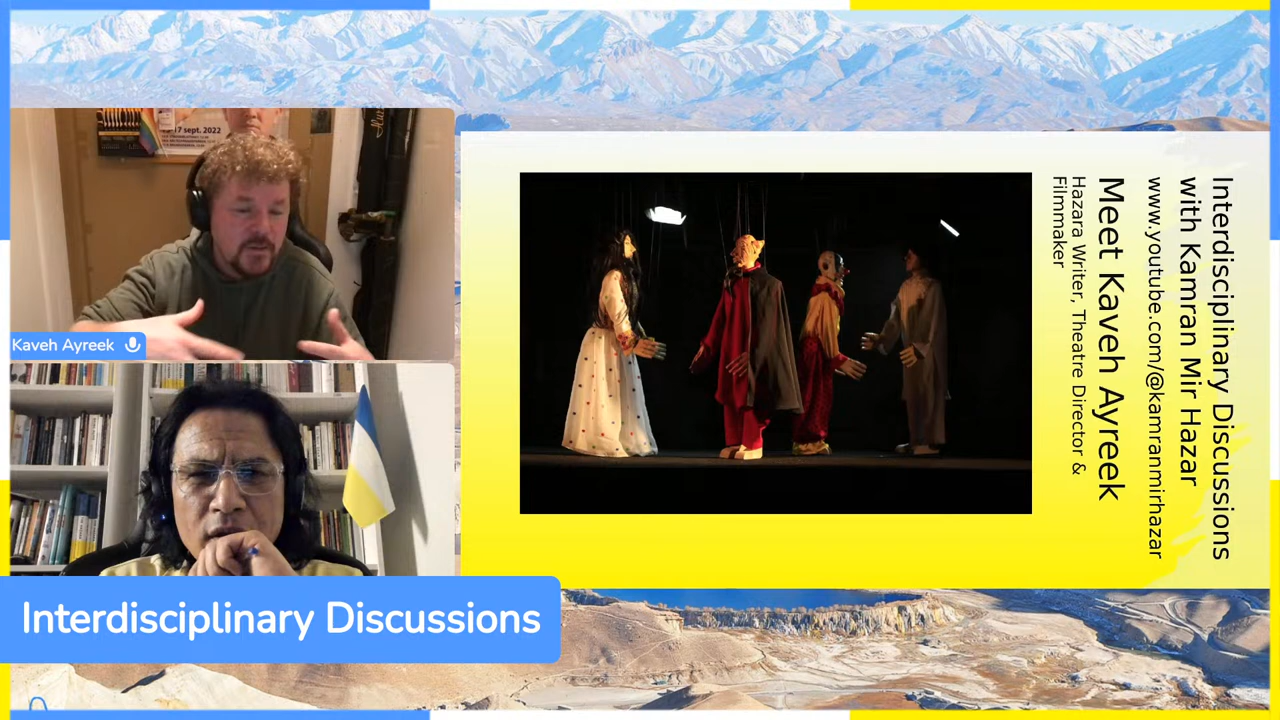 17 sept. 2022
Kaveh Ayreek
Interdisciplinary Discussions
Interdisciplinary Discussions
with Kamran Mir Hazar
www.youtube.com/@kamranmirhazar
Meet Kaveh Ayreek
Hazara Writer, Theatre Director &
Filmmaker